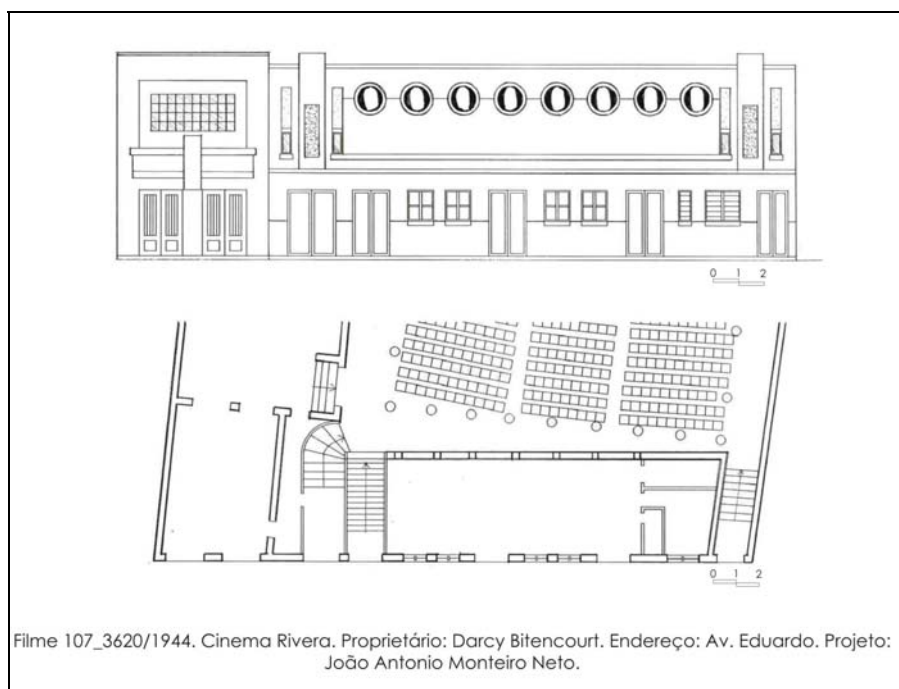 0 1 2
0 1 2
Filme 107_3620/1944. Cinema Rivera. Proprietário: Darcy Bitencourt. Endereço: Av. Eduardo. Projeto:
João Antonio Monteiro Neto.